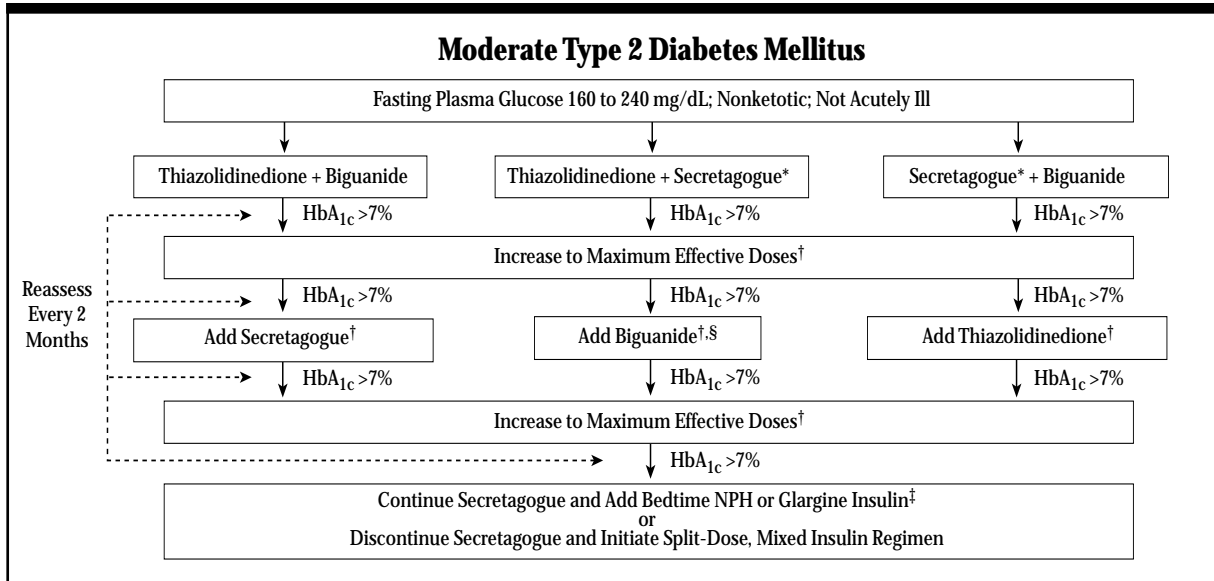 Moderate Type 2 Diabetes Mellitus
Fasting Plasma Glucose 160 to 240 mg/dL; Nonketotic; Not Acutely Ill
Thiazolidinedione + Biguanide
Thiazolidinedione + Secretagogue*
Secretagogue* + Biguanide
HbA1c >7%
HbA1c >7%
HbA1c >7%
Increase to Maximum Effective Doses†
Reassess
Every 2
Months
HbA1c >7%
HbA1c >7%
HbA1c >7%
Add Secretagogue†
Add Biguanide†,§
Add Thiazolidinedione†
HbA1c >7%
HbA1c >7%
HbA1c >7%
Increase to Maximum Effective Doses†
HbA1c >7%
Continue Secretagogue and Add Bedtime NPH or Glargine Insulin‡
or
Discontinue Secretagogue and Initiate Split-Dose, Mixed Insulin Regimen